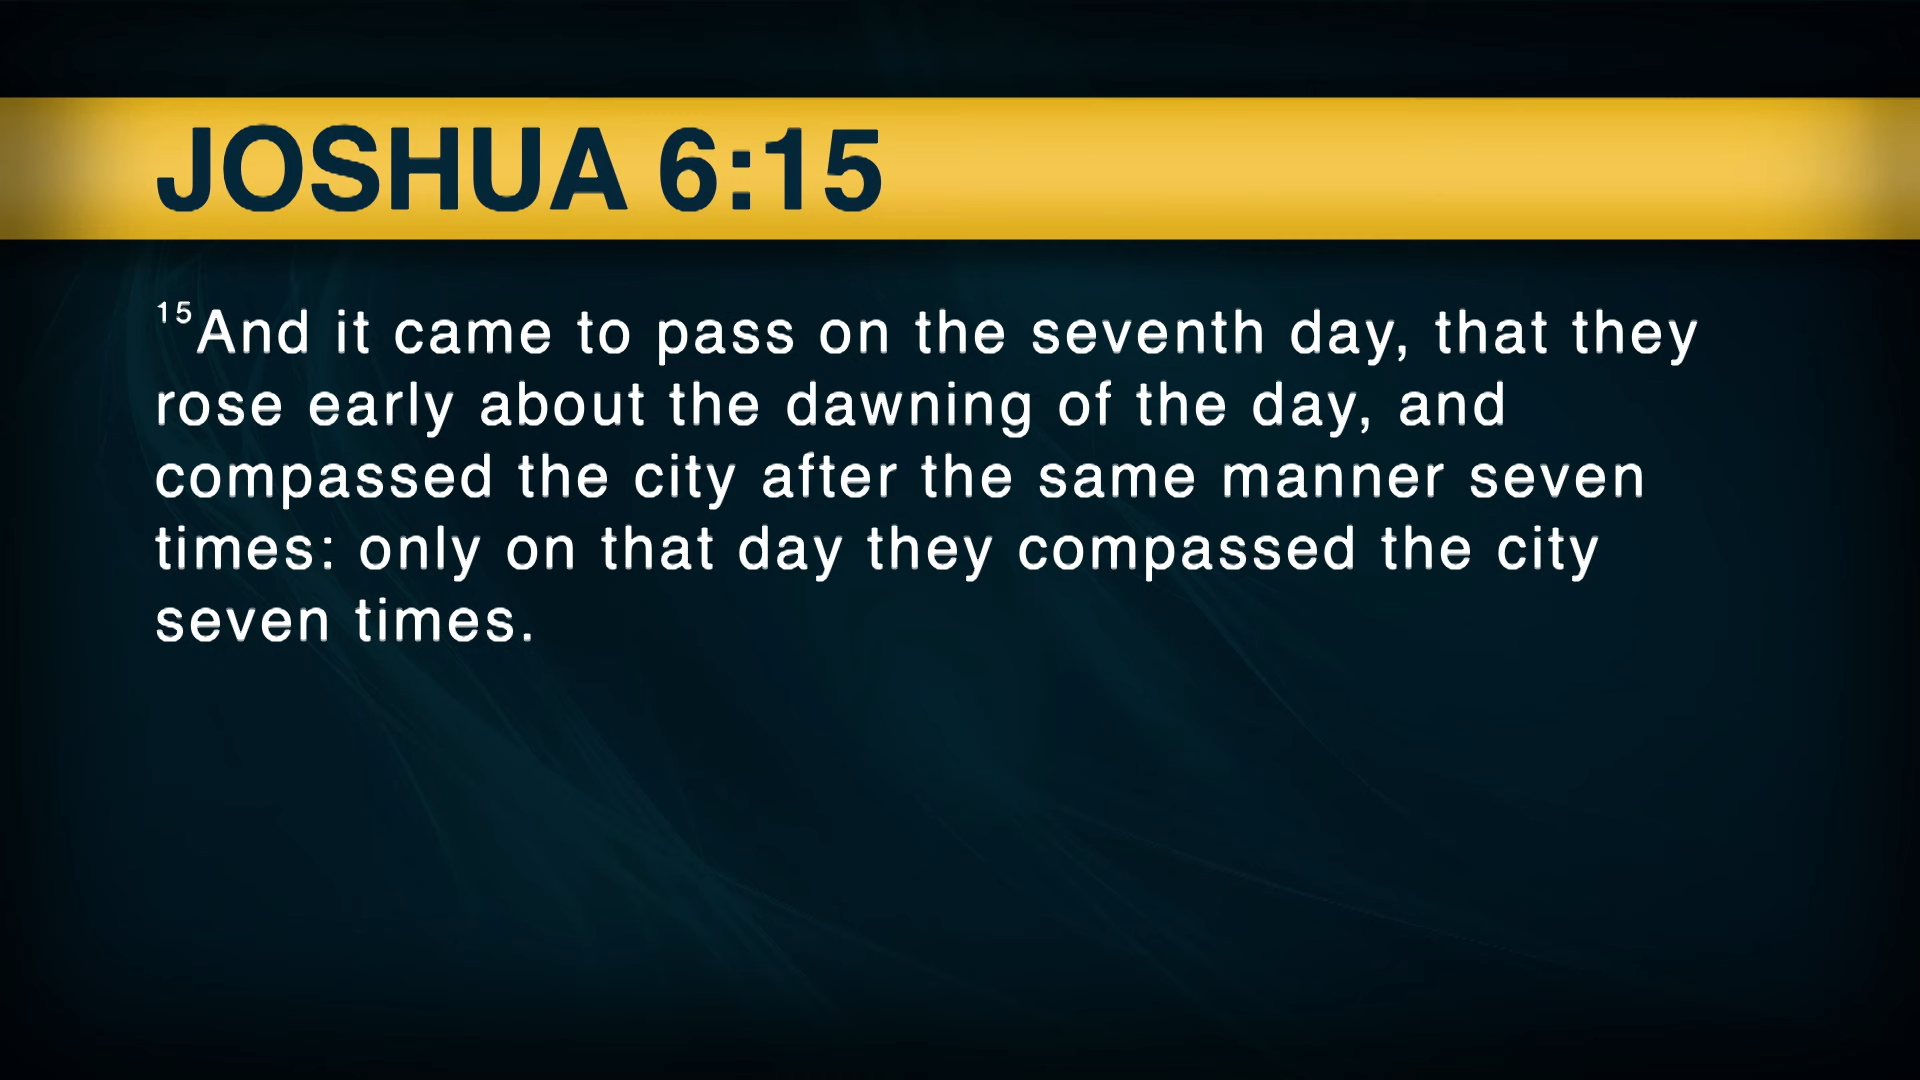 JOSHUA 6:15
15And it came to pass on the seventh day, that they
rose early about the dawning of the day, and
compassed the city after the same manner seven
times: only on that day they compassed the city
seven times.